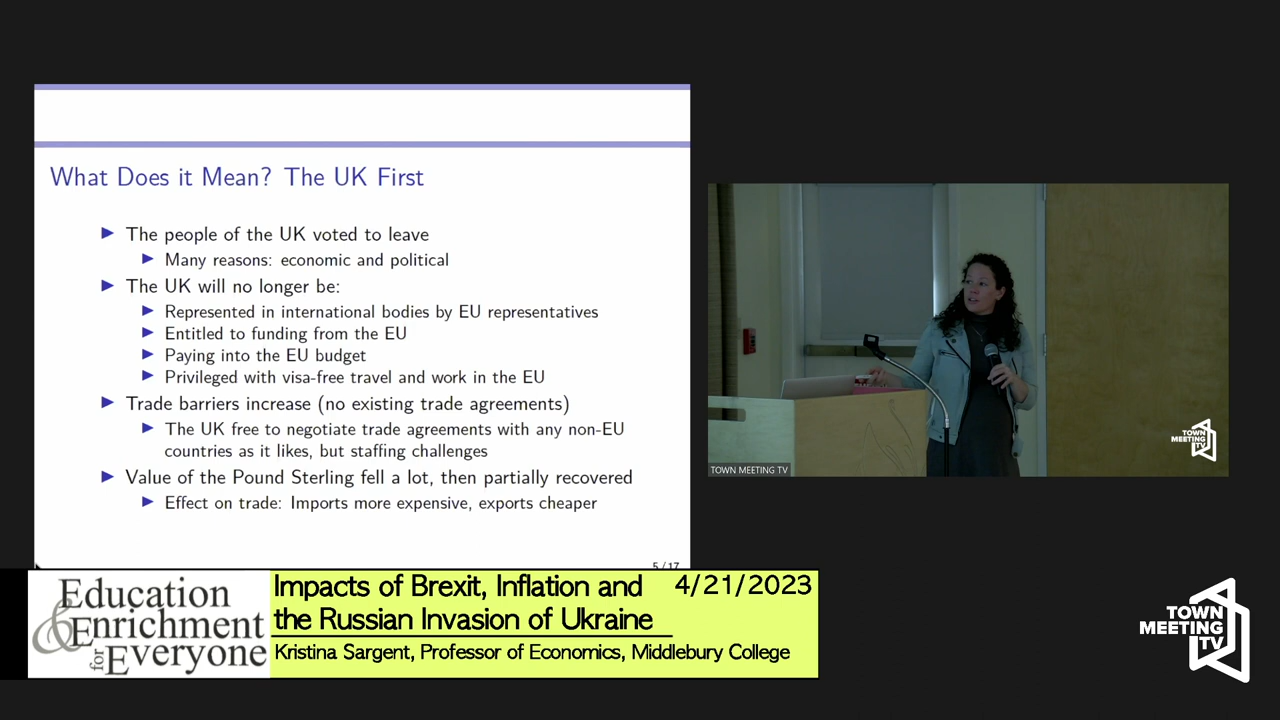 What Does it Mean? The UK First
The people of the UK voted to leave
Many reasons: economic and political
The UK will no longer be:
Represented in international bodies by EU representatives
Entitled to funding from the EU
Paying into the EU budget
Privileged with visa-free travel and work in the EU
Trade barriers increase (no existing trade agreements)
The UK free to negotiate trade agreements with any non-EU
countries as it likes, but staffing challenges
Value of the Pound Sterling fell a lot, then partially recovered
Effect on trade: Imports more expensive, exports cheaper
5 / 17
TOWN
MEETING
TV
TOWN MEETING TV
Education
& Enrichment
for Everyone
Impacts of Brexit, Inflation and 4/21/2023
the Russian Invasion of Ukraine
Kristina Sargent, Professor of Economics, Middlebury College
TOWN
MEETING
TV